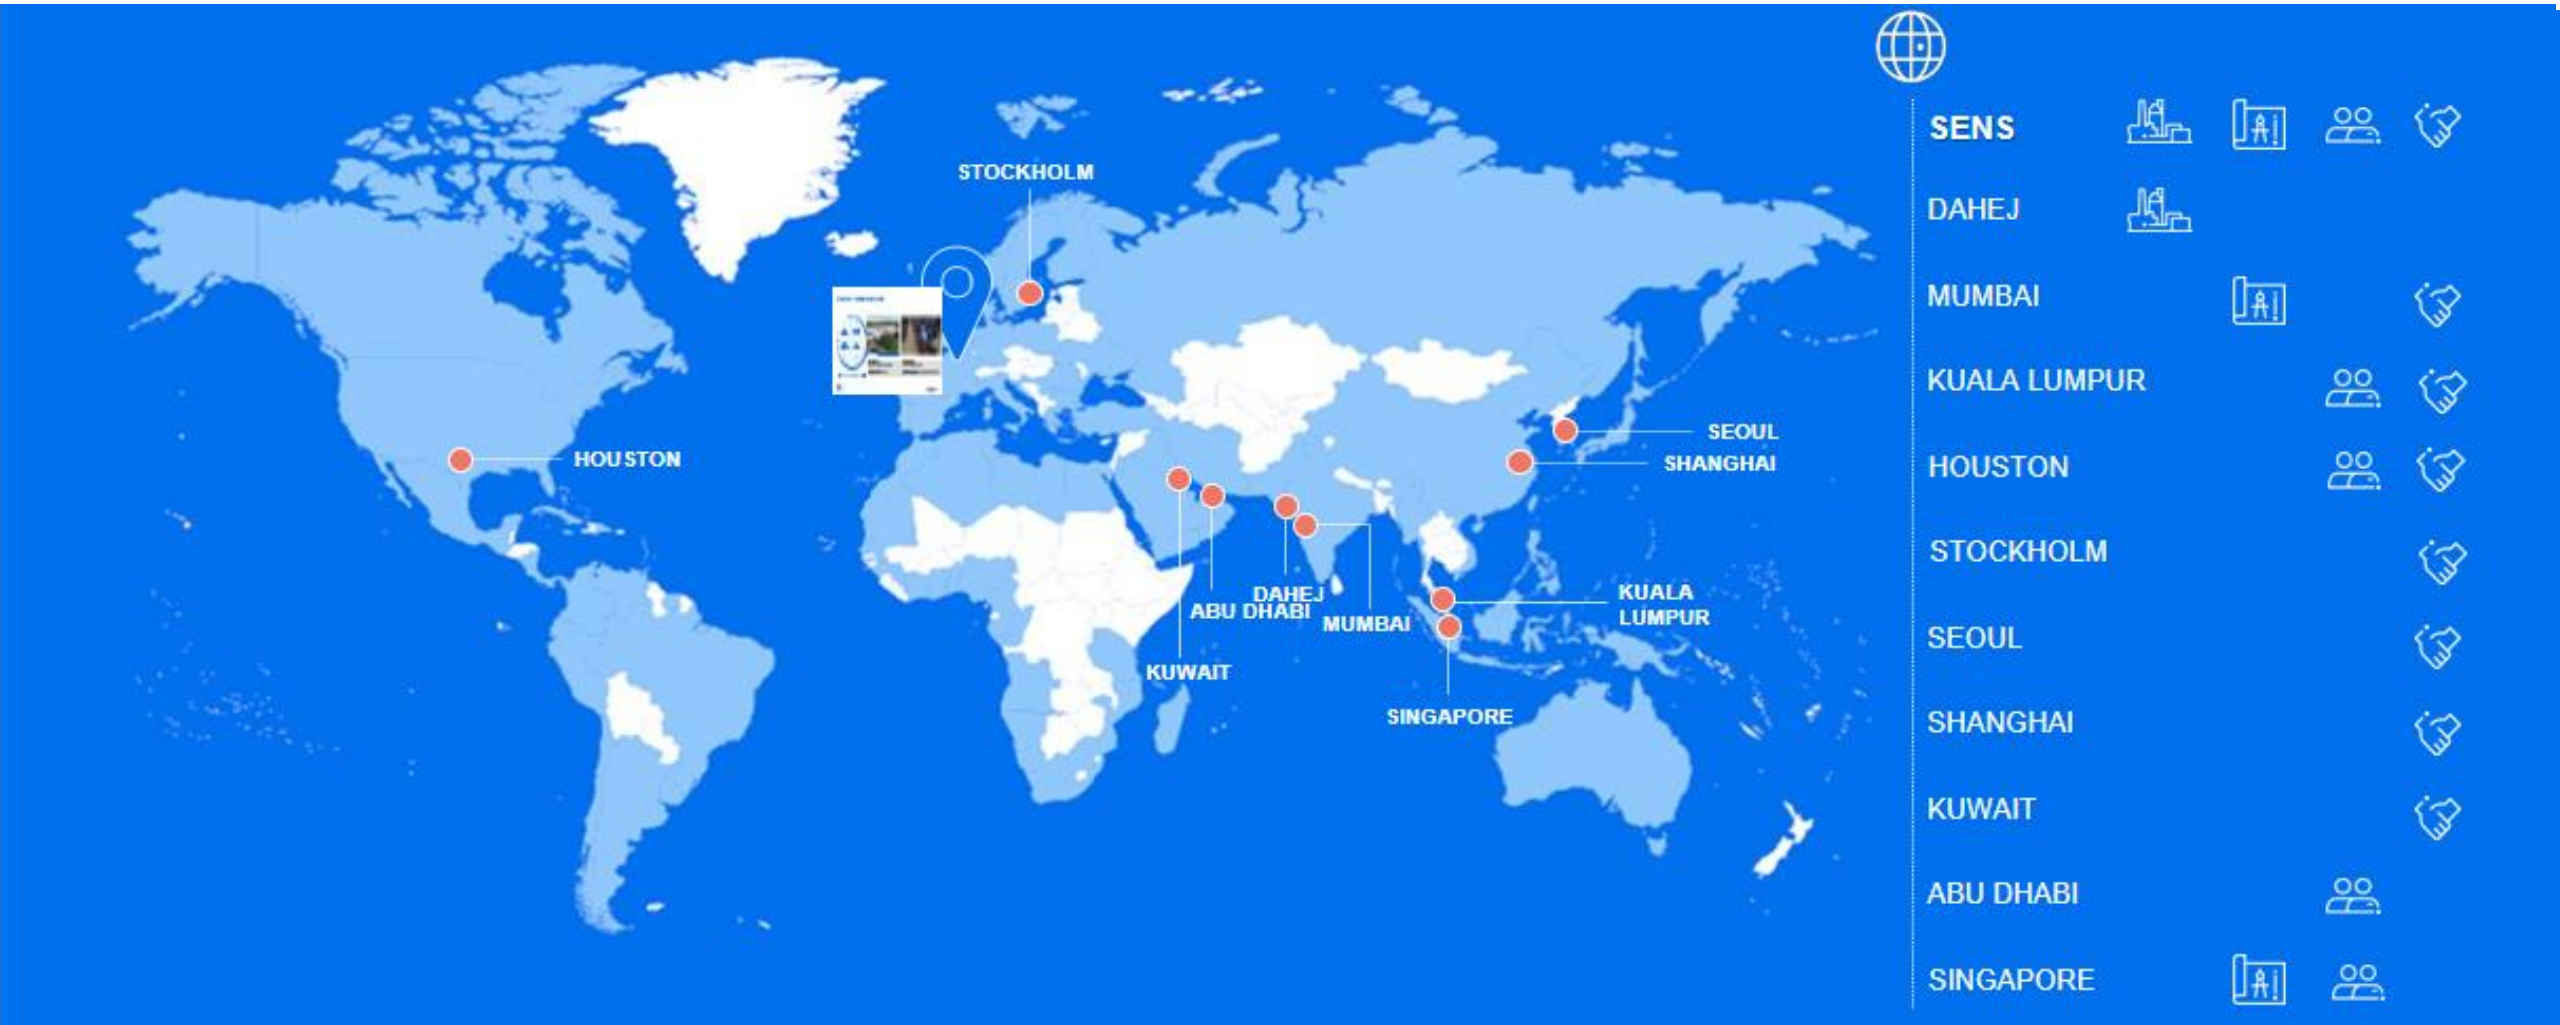 STOCKHOLM
HOUSTON
SEOUL
SHANGHAI
DAHEJ
ABU DHABI
MUMBAI
KUALA
LUMPUR
KUWAIT
SINGAPORE
SENS
DAHEJ
MUMBAI
KUALA LUMPUR
HOUSTON
STOCKHOLM
SEOUL
SHANGHAI
KUWAIT
ABU DHABI
SINGAPORE